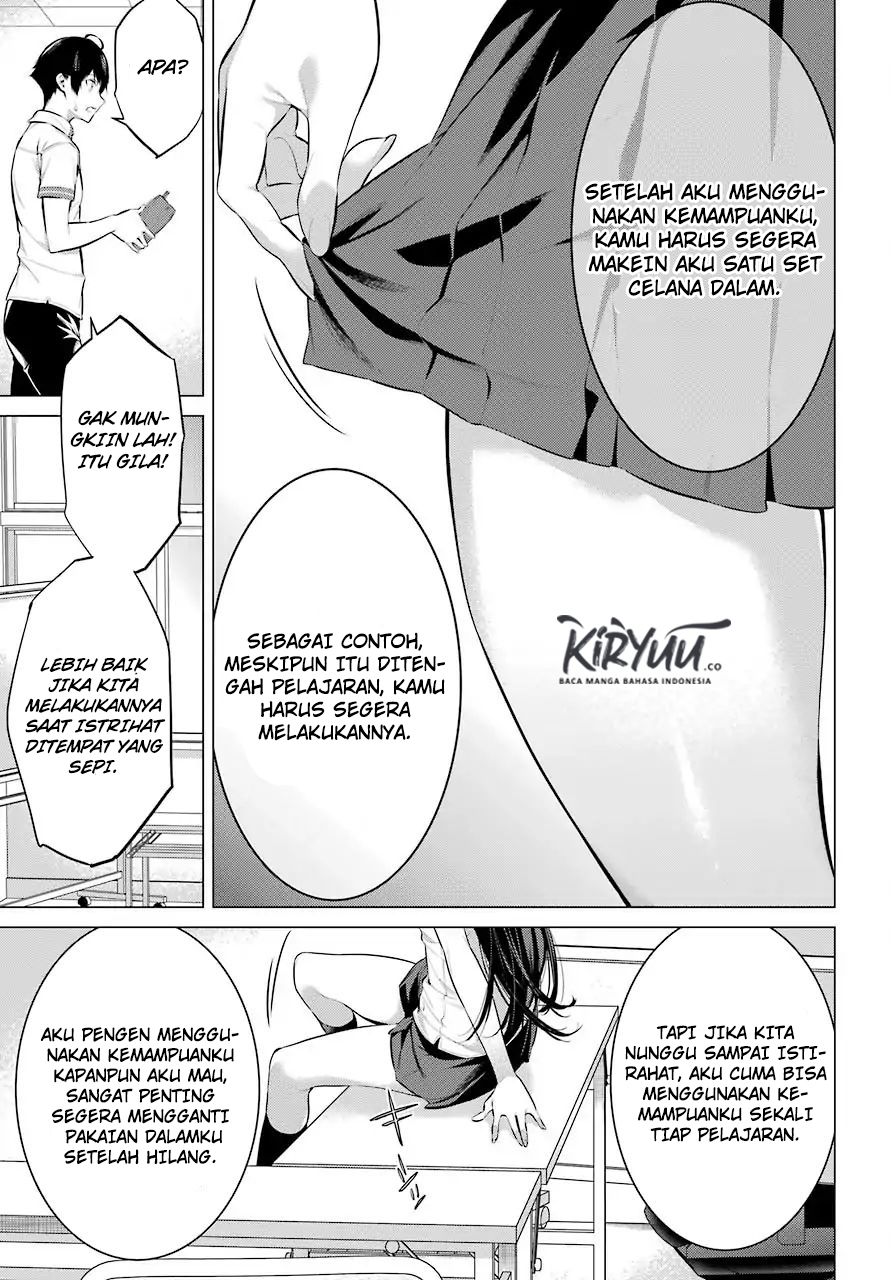 SETELAH AKU MENGGU-
NAKAN KEMAMPUANKU,
KAMU HARUS SEGERA
MAKEIN AKU SATU SET
CELANA DALAM.
SEBAGAI CONTOH,
MESKIPUN ITU DITEN-
GAH PELAJARAN, KAMU
HARUS SEGERA
MELAKUKANNYA.
KiRYUU.co
BACA MANGA BAHASA INDONESIA
APA?
GAK MUN-
GKIIN LAH!
ITU GILA!
LEBIH BAIK
JIKA KITA
MELAKUKANNYA
SAAT ISTRIHAT
DITEMPAT YANG
SEPI.
TAPI JIKA KITA
NUNGGU SAMPAI ISTI-
RAHAT, AKU CUMA BISA
MENGGUNAKAN KE-
MAMPUANKU SEKALI
TIAP PELAJARAN.
AKU PENGEN MENGGU-
NAKAN KEMAMPUANKU
KAPANPUN AKU MAU,
SANGAT PENTING
SEGERA MENGGANTI
PAKAIAN DALAMKU
SETELAH HILANG.